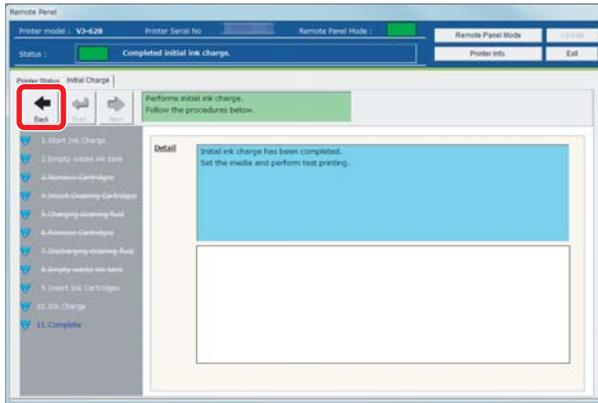 Remote Panel
Printer model : VJ-628 Printer Serial No Remote Panel Mode : Remote Panel Mode Update
Status : Completed initial ink charge. Printer Info. Exit
Printer Status Initial Charge
Back Start Next
Performs initial ink charge.
Follow the procedures below.
1.Start Ink Charge
2.Empty waste ink tank
3.Remove Cartridges
4.Insert Cleaning Cartridges
5.Charging cleaning fluid
6.Remove Cartridges
7.Discharging cleaning fluid
8.Empty waste ink tank
9.Insert Ink Cartridges
10.Ink Charge
11.Complete
Detail
Initial ink charge has been completed.
Set the media and perform test printing.